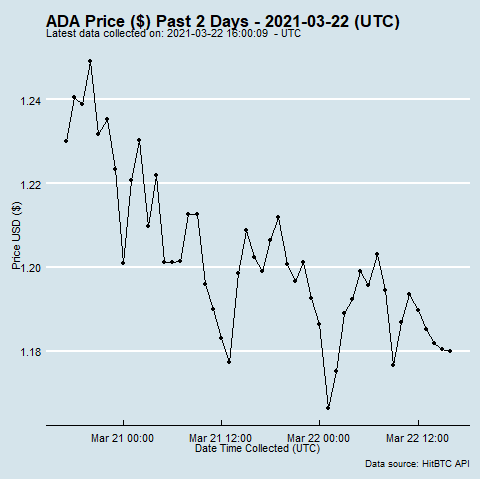 ADA Price ($) Past 2 Days - 2021-03-22 (UTC)
Latest data collected on: 2021-03-22 16:00:09 - UTC
1.24
1.22
1.20
1.18
Price USD ($)
Mar 21 00:00 Mar 21 12:00 Mar 22 00:00 Mar 22 12:00
Date Time Collected (UTC)
Data source: HitBTC API